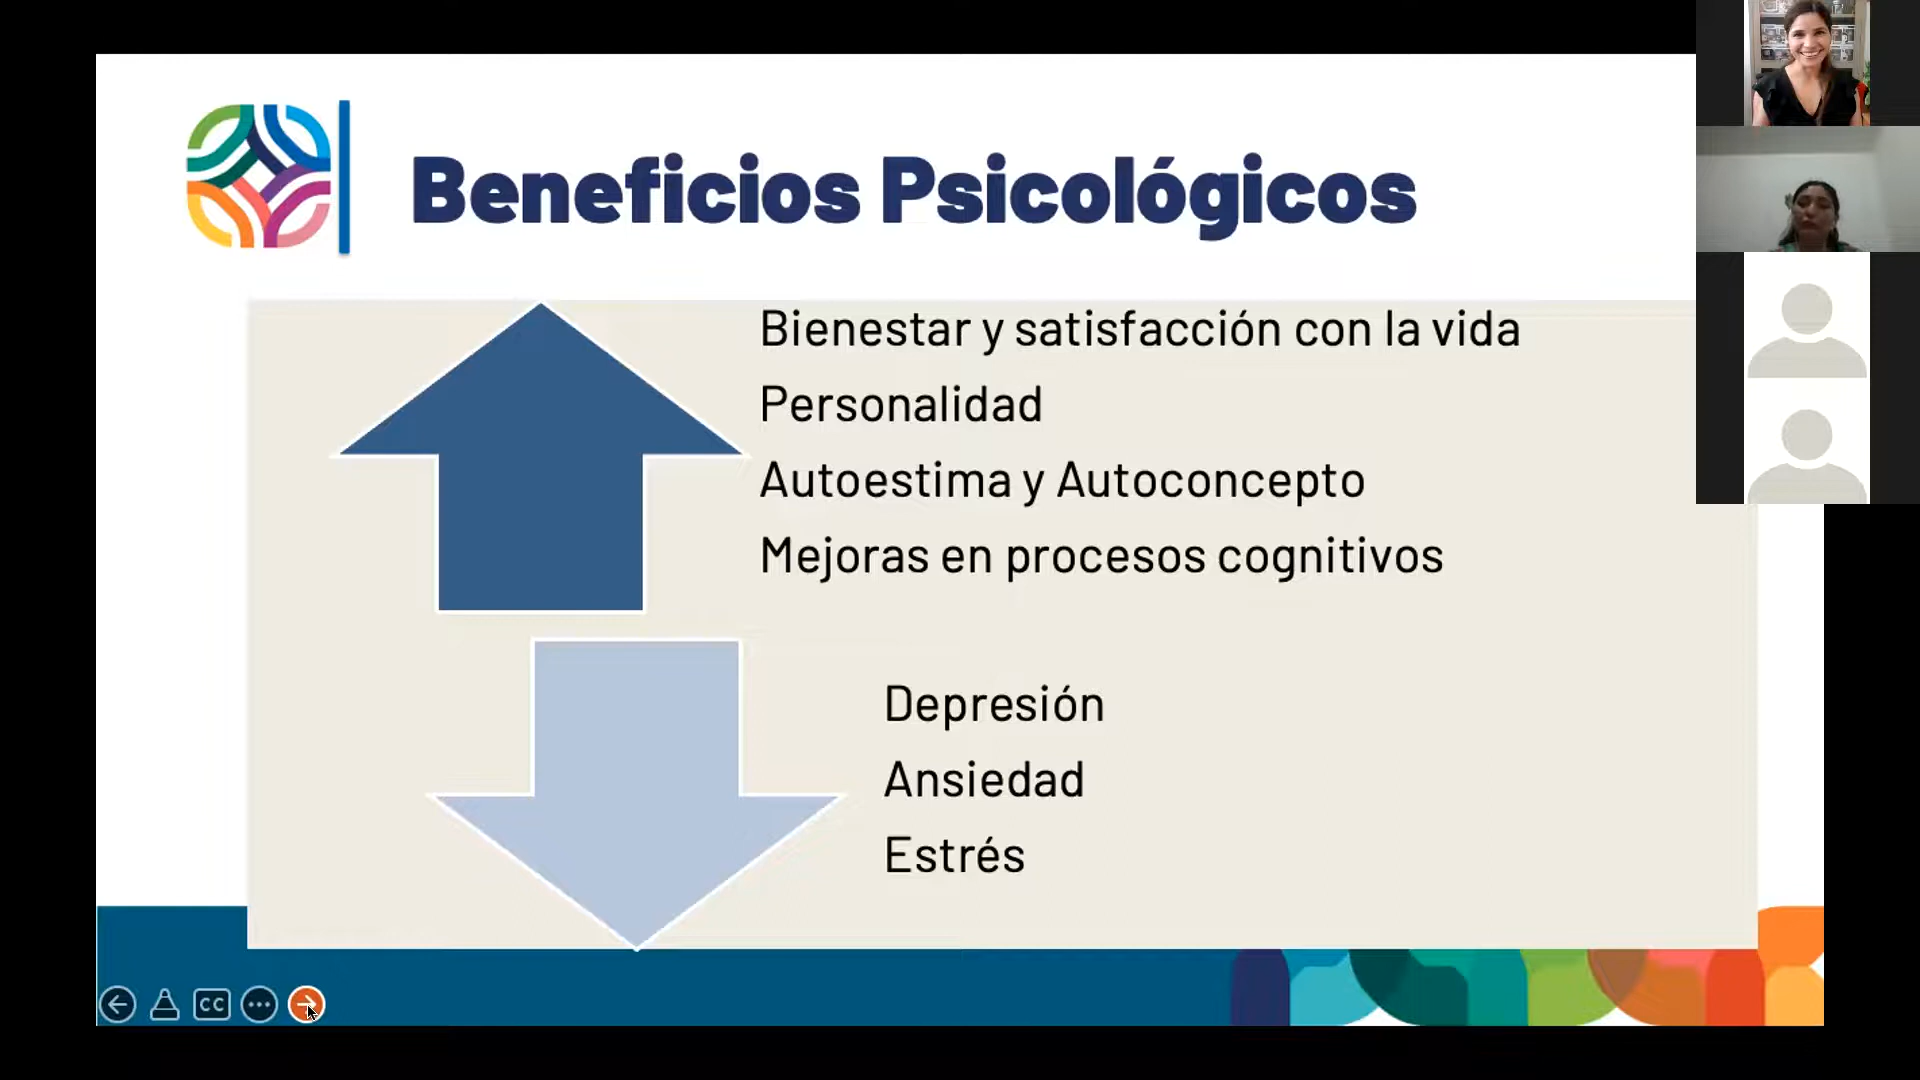 Beneficios Psicológicos
Bienestar y satisfacción con la vida
Personalidad
Autoestima y Autoconcepto
Mejoras en procesos cognitivos
Depresión
Ansiedad
Estrés
CC